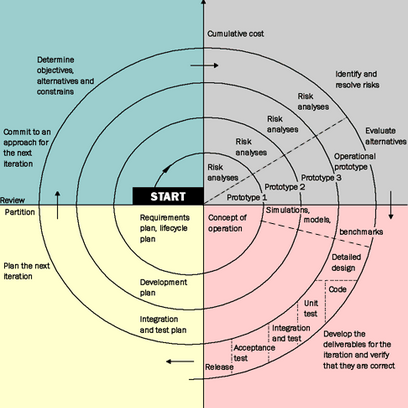 Cumulative cost
Determine
objectives,
alternatives and
constrains
Identify and
resolve risks
Risk
analyses
Risk
analyses
Risk
analyses
Risk
analyses
Evaluate
alternatives
Commit to an
approach for
the next
iteration
Operational
prototype
Prototype 3
Prototype 2
Prototype 1
START
Review
Partition
Requirements
plan, lifecycle
plan
Concept of
operation
Simulations,
models,
benchmarks
Plan the next
iteration
Development
plan
Detailed
design
Code
Unit
test
Integration
and test plan
Integration
and test
Acceptance
test
Release
Develop the
deliverables for the
iteration and verify
that they are correct